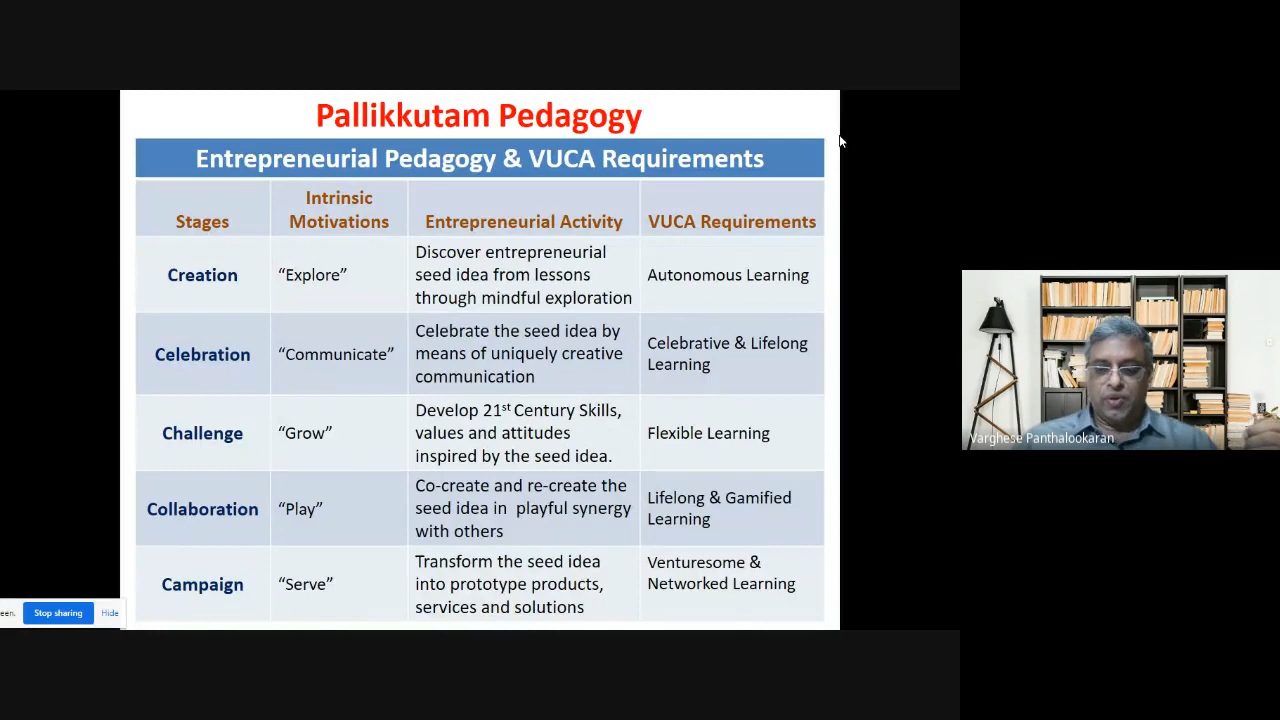 Pallikkutam Pedagogy
Entrepreneurial Pedagogy & VUCA Requirements
Stages
Intrinsic
Motivations
Entrepreneurial Activity
VUCA Requirements
Creation
“Explore”
Discover entrepreneurial
seed idea from lessons
through mindful exploration
Autonomous Learning
Celebration
“Communicate”
Celebrate the seed idea by
means of uniquely creative
communication
Celebrative & Lifelong
Learning
Challenge
“Grow”
Develop 21st Century Skills,
values and attitudes
inspired by the seed idea.
Flexible Learning
Collaboration
“Play”
Co-create and re-create the
seed idea in playful synergy
with others
Lifelong & Gamified
Learning
Campaign
“Serve”
Transform the seed idea
into prototype products,
services and solutions
Venturesome &
Networked Learning
een.
Stop sharing
Hide
Varghese Panthalookaran